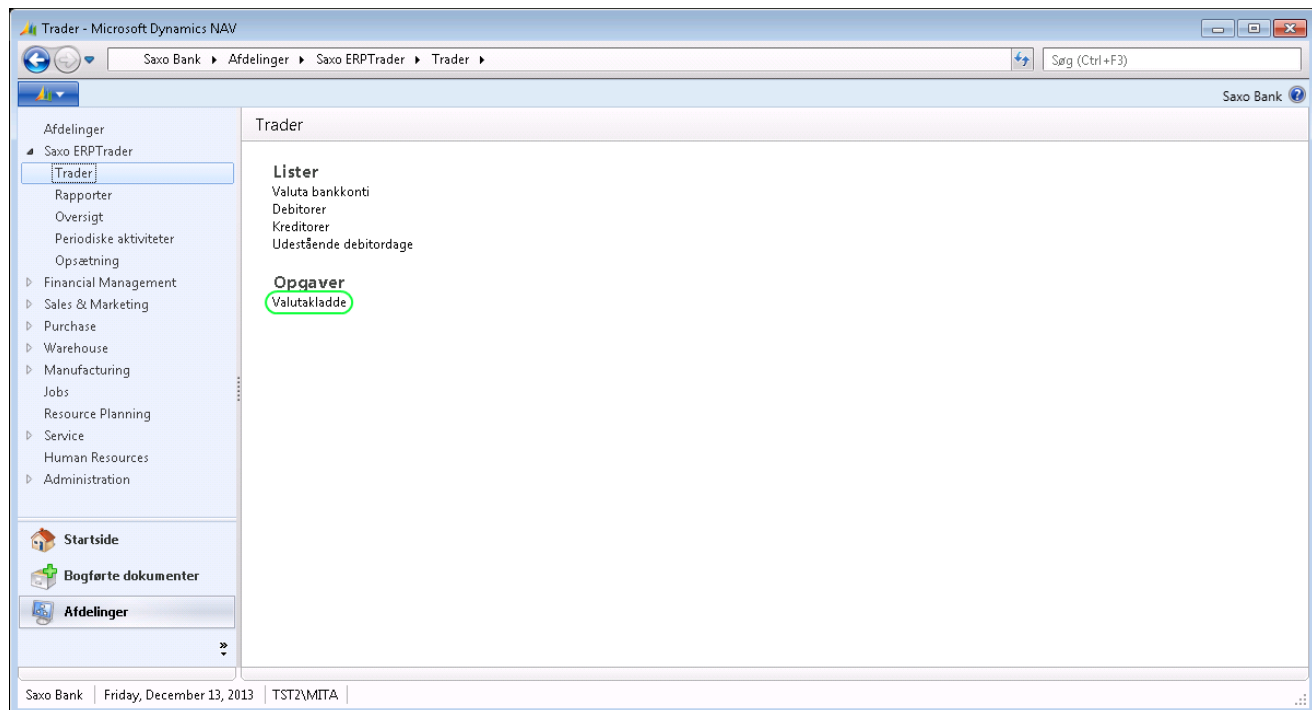 Trader - Microsoft Dynamics NAV
Saxo Bank ▸ Afdelinger ▸ Saxo ERPTrader ▸ Trader ▸
Søg (Ctrl+F3)
Saxo Bank
Afdelinger
Saxo ERPTrader
Trader
Rapporter
Oversigt
Periodiske aktiviteter
Opsætning
Financial Management
Sales & Marketing
Purchase
Warehouse
Manufacturing
Jobs
Resource Planning
Service
Human Resources
Administration
Startside
Bogførte dokumenter
Afdelinger
Trader
Lister
Valuta bankkonti
Debitorer
Kreditorer
Udestående debitordage
Opgaver
Valutakladde
Saxo Bank
Friday, December 13, 2013
TST2\MITA